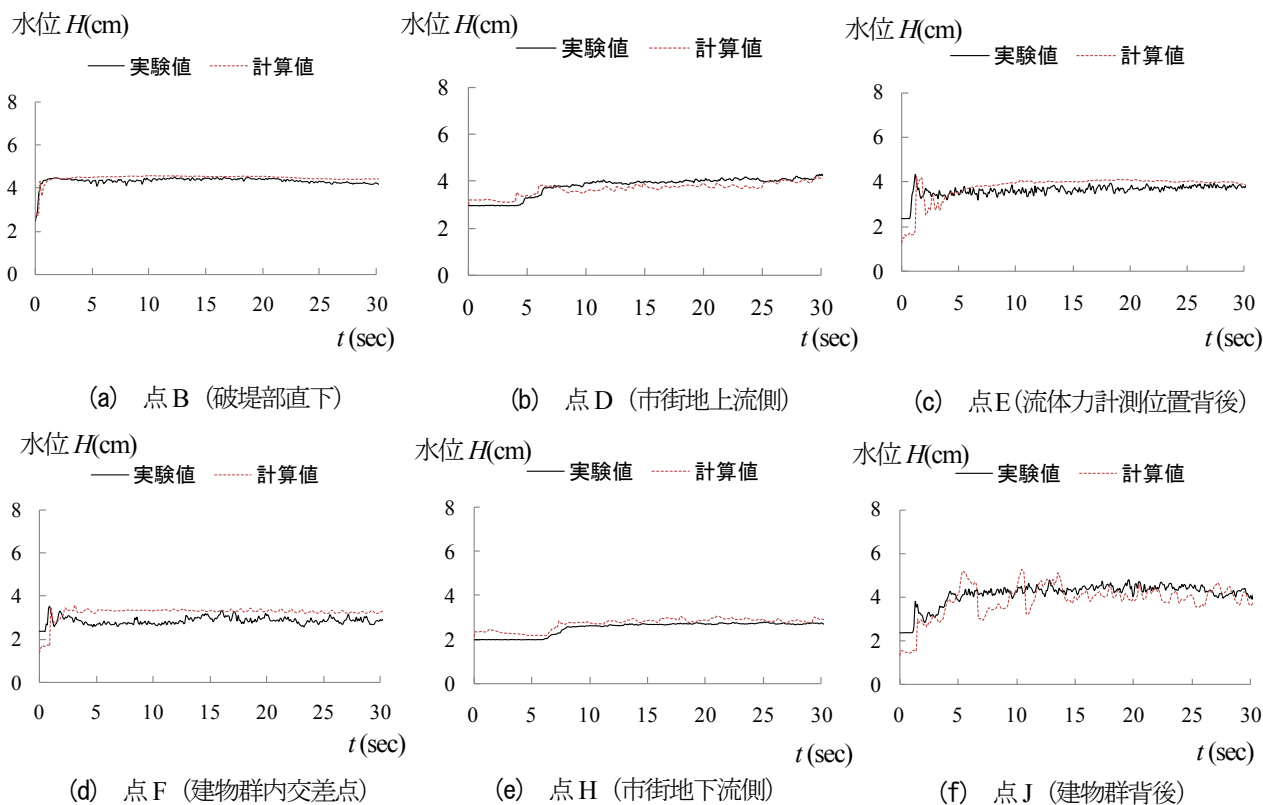 水位 H(cm)
実験値 計算値
8
6
4
2
0
0 5 10 15 20 25 30
t (sec)
(a) 点 B（破堤部直下）
水位 H(cm)
実験値 計算値
8
6
4
2
0
0 5 10 15 20 25 30
t (sec)
(b) 点 D（市街地上流側）
水位 H(cm)
実験値 計算値
8
6
4
2
0
0 5 10 15 20 25 30
t (sec)
(c) 点E（流体力計測位置背後）
水位 H(cm)
実験値 計算値
8
6
4
2
0
0 5 10 15 20 25 30
t (sec)
(d) 点 F（建物群内交差点）
水位 H(cm)
実験値 計算値
8
6
4
2
0
0 5 10 15 20 25 30
t (sec)
(e) 点 H（市街地下流側）
水位 H(cm)
実験値 計算値
8
6
4
2
0
0 5 10 15 20 25 30
t (sec)
(f) 点 J（建物群背後）